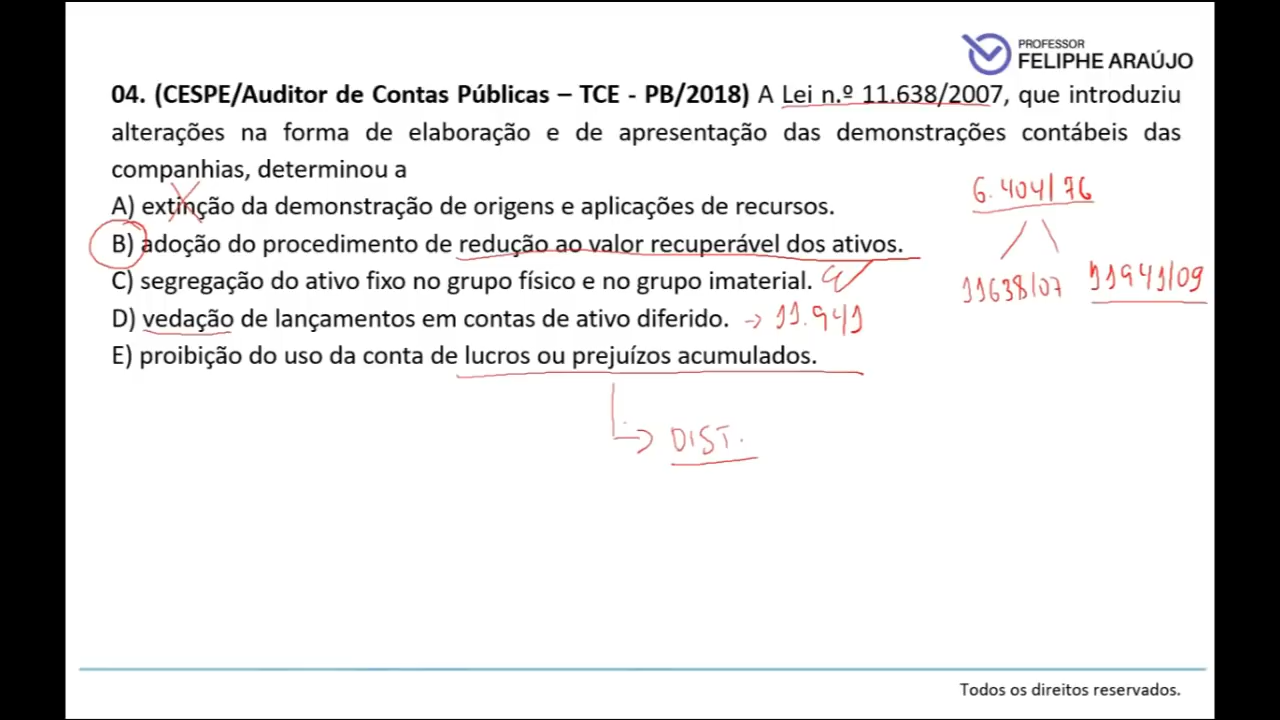 PROFESSOR
FELIPHE ARAÚJO
04. (CESPE/Auditor de Contas Públicas – TCE - PB/2018) A Lei n.º 11.638/2007, que introduziu
alterações na forma de elaboração e de apresentação das demonstrações contábeis das
companhias, determinou a
6.404/76
A) extinção da demonstração de origens e aplicações de recursos.
B) adoção do procedimento de redução ao valor recuperável dos ativos.
C) segregação do ativo fixo no grupo físico e no grupo imaterial.
11638/07 11941/09
D) vedação de lançamentos em contas de ativo diferido. → 11.941
E) proibição do uso da conta de lucros ou prejuízos acumulados.
→ DIST.
Todos os direitos reservados.